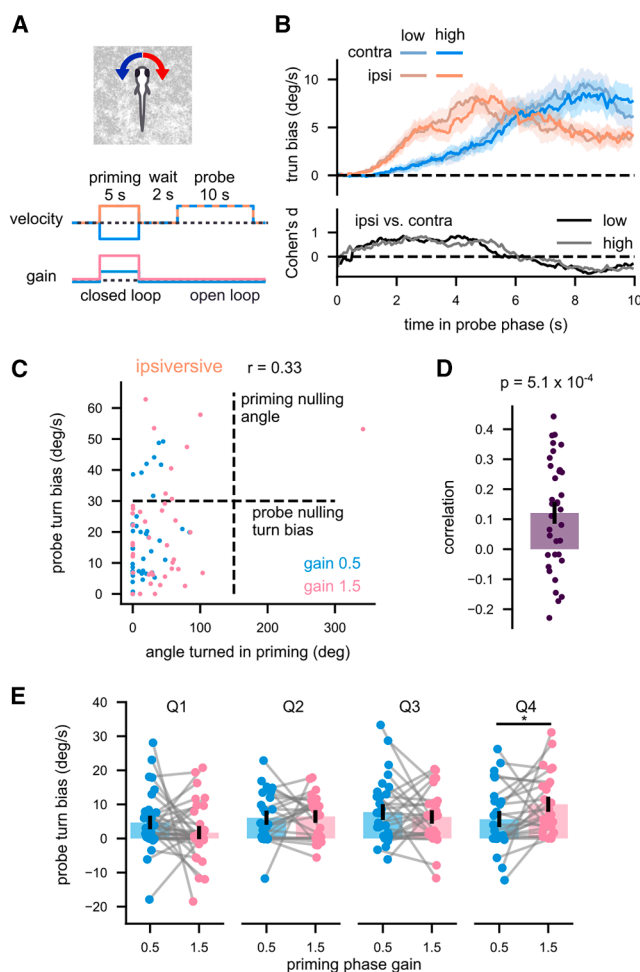 A
priming wait probe
5 s 2 s 10 s
velocity
gain
closed loop open loop
B
low high
contra
ipsi
trun bias (deg/s)
10
5
0
ipsi vs. contra
low
high
Cohen's d
1
0
0 2 4 6 8 10
time in probe phase (s)
C
ipsiversive r = 0.33
priming nulling
angle
probe nulling
turn bias
gain 0.5
gain 1.5
probe turn bias (deg/s)
60
50
40
30
20
10
0
0 100 200 300
angle turned in priming (deg)
D
p = 5.1 x 10-4
correlation
0.4
0.3
0.2
0.1
0.0
−0.1
−0.2
E
Q1 Q2 Q3 Q4
*
probe turn bias (deg/s)
40
30
20
10
0
−10
−20
0.5 1.5 0.5 1.5 0.5 1.5 0.5 1.5
priming phase gain